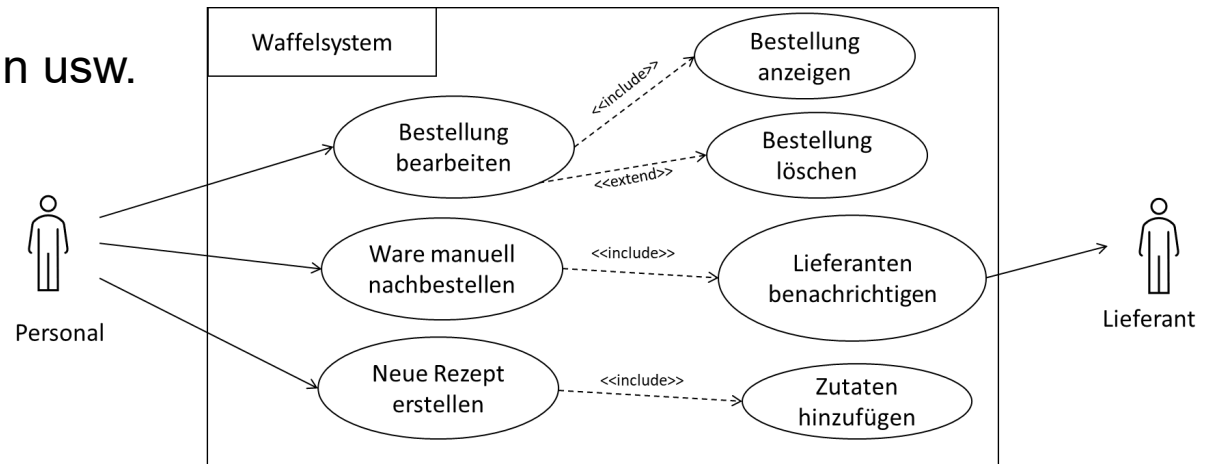 n usw.
Waffelsystem
Bestellung
anzeigen
<<include>>
Bestellung
bearbeiten
Bestellung
löschen
<<extend>>
Ware manuell
nachbestellen
<<include>>
Lieferanten
benachrichtigen
Personal
Lieferant
Neue Rezept
erstellen
<<include>>
Zutaten
hinzufügen